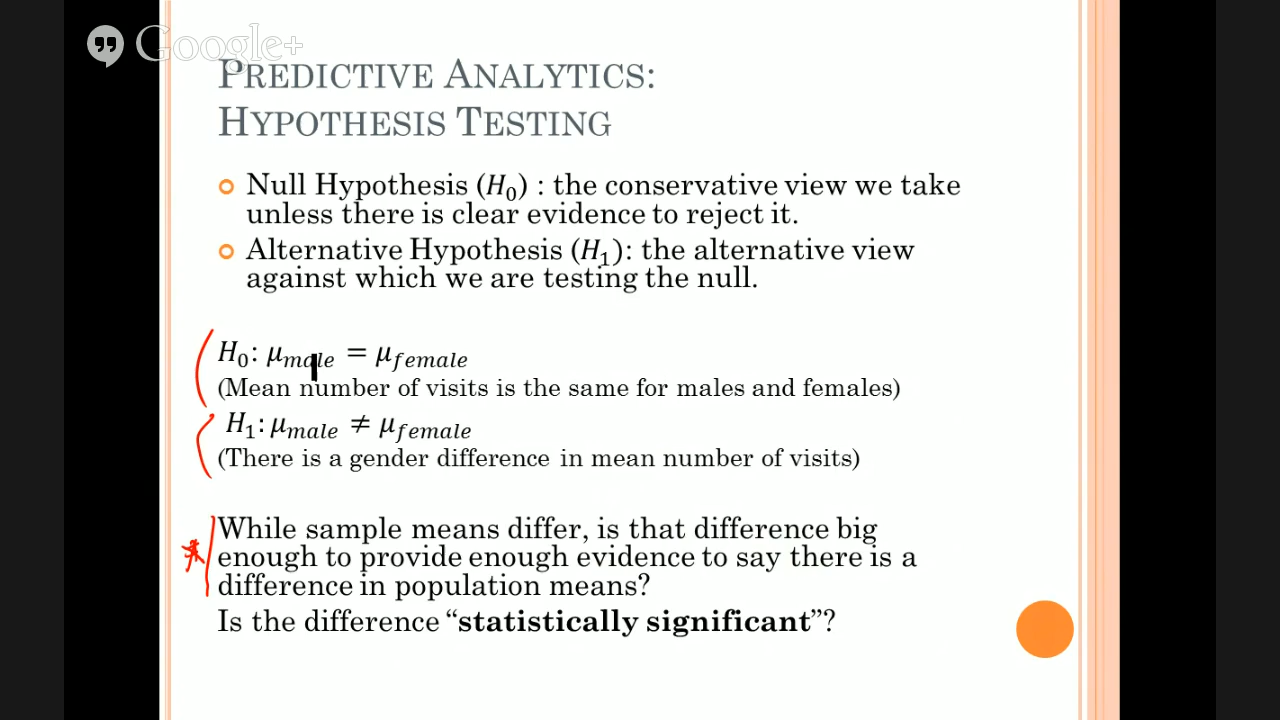 Google+
PREDICTIVE ANALYTICS:
HYPOTHESIS TESTING
Null Hypothesis (H₀) : the conservative view we take
unless there is clear evidence to reject it.
Alternative Hypothesis (H₁): the alternative view
against which we are testing the null.
H₀: μmale = μfemale
(Mean number of visits is the same for males and females)
H₁: μmale ≠ μfemale
(There is a gender difference in mean number of visits)
While sample means differ, is that difference big
enough to provide enough evidence to say there is a
difference in population means?
Is the difference “statistically significant”?